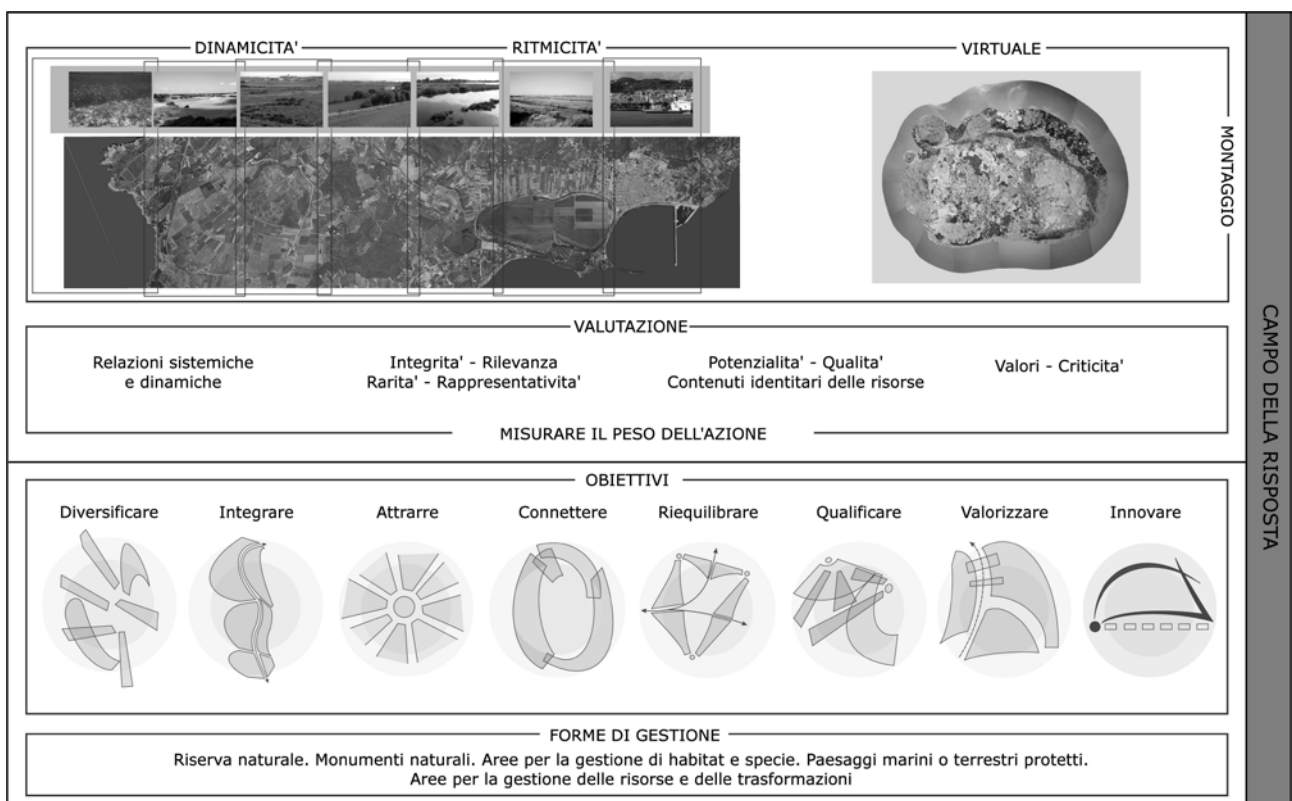 DINAMICITA'
RITMICITA'
VIRTUALE
MONTAGGIO
VALUTAZIONE
Relazioni sistemiche
e dinamiche
Integrita' - Rilevanza
Rarita' - Rappresentativita'
Potenzialita' - Qualita'
Contenuti identitari delle risorse
Valori - Criticita'
MISURARE IL PESO DELL'AZIONE
OBIETTIVI
Diversificare
Integrare
Attrarre
Connettere
Riequilibrare
Qualificare
Valorizzare
Innovare
FORME DI GESTIONE
Riserva naturale. Monumenti naturali. Aree per la gestione di habitat e specie. Paesaggi marini o terrestri protetti.
Aree per la gestione delle risorse e delle trasformazioni
CAMPO DELLA RISPOSTA